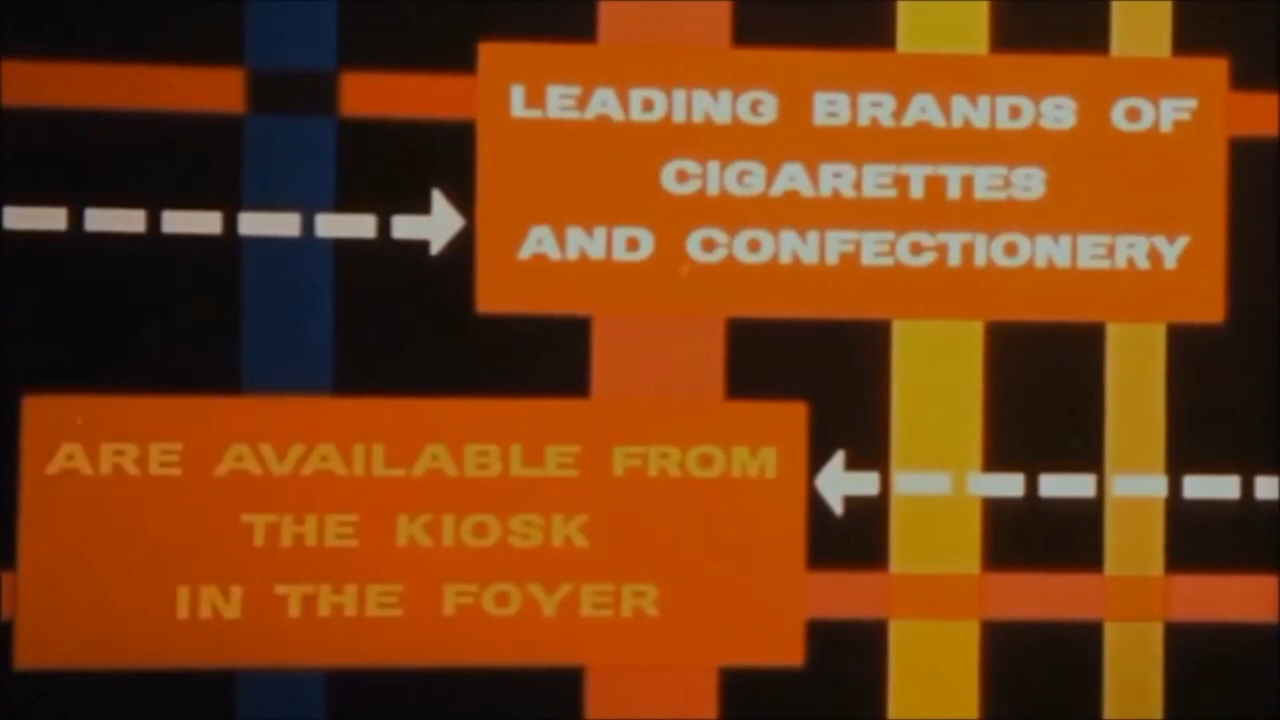 LEADING BRANDS OF
CIGARETTES
AND CONFECTIONERY
ARE AVAILABLE FROM
THE KIOSK
IN THE FOYER